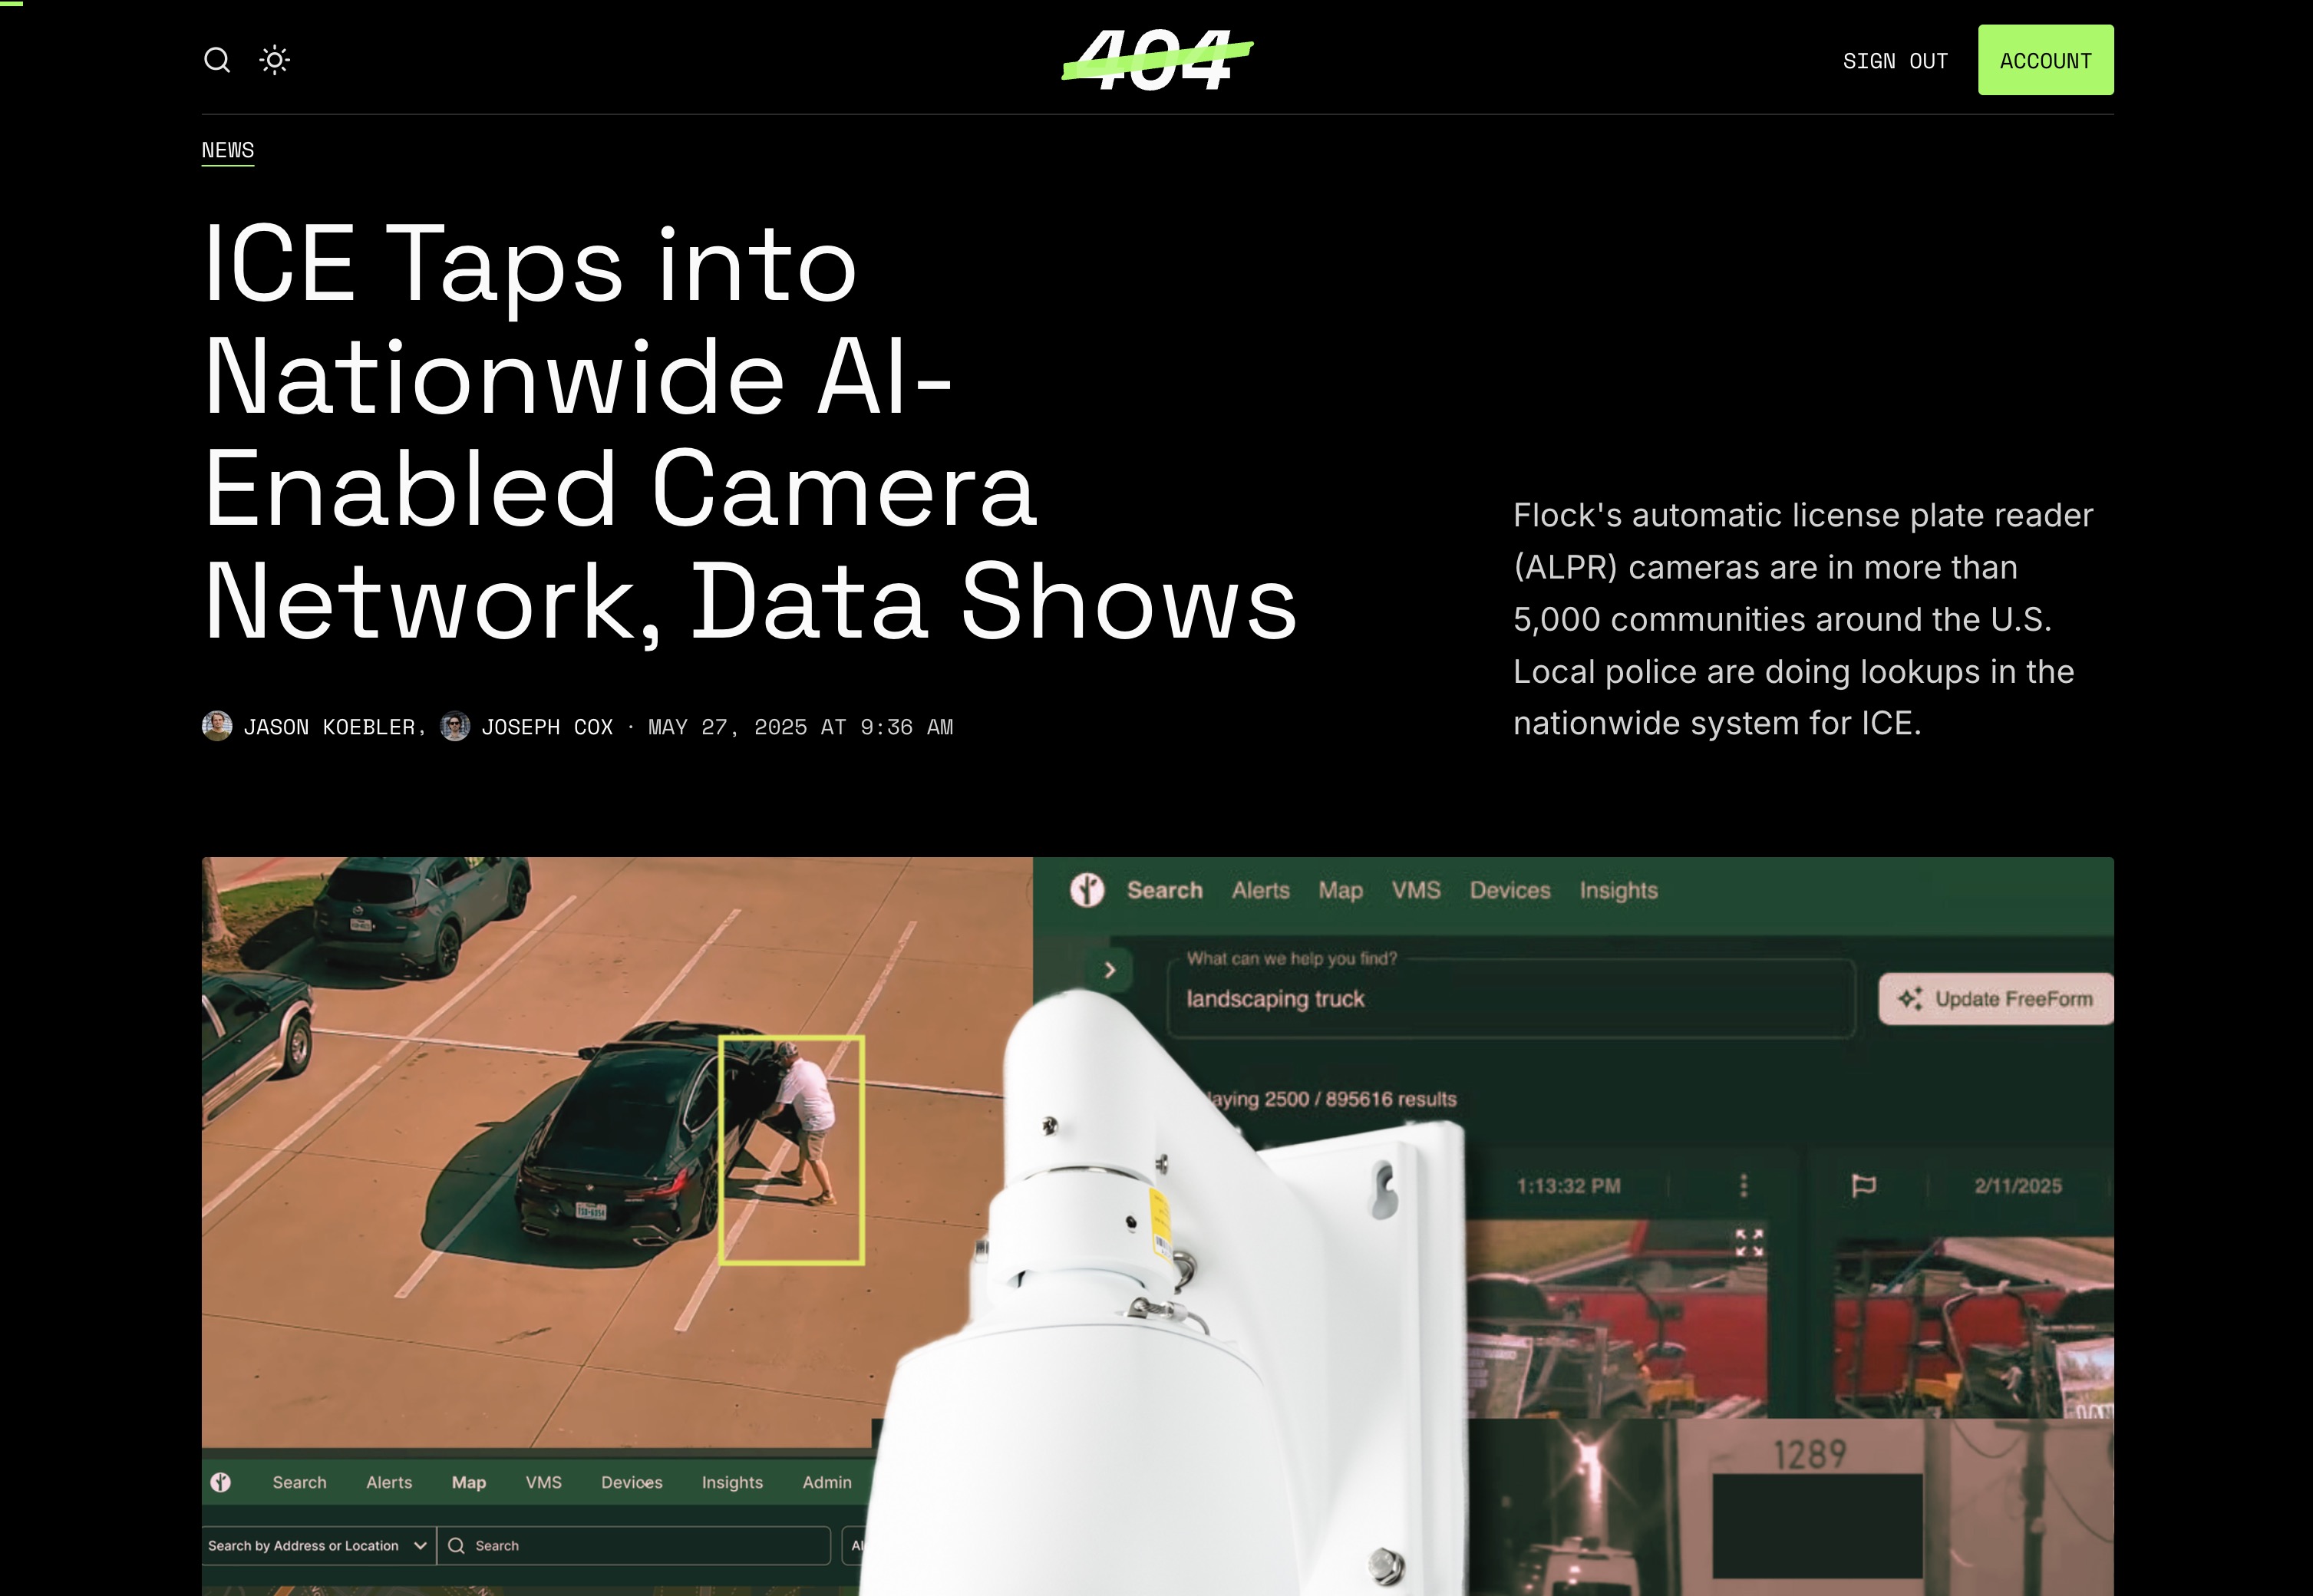 404
SIGN OUT
ACCOUNT
NEWS
ICE Taps into
Nationwide AI-
Enabled Camera
Network, Data Shows
JASON KOEBLER, JOSEPH COX · MAY 27, 2025 AT 9:36 AM
Flock's automatic license plate reader
(ALPR) cameras are in more than
5,000 communities around the U.S.
Local police are doing lookups in the
nationwide system for ICE.
Search Alerts Map VMS Devices Insights
What can we help you find?
landscaping truck
Update FreeForm
2500 / 895616 results
1:13:32 PM
2/11/2025
1289
Search Alerts Map VMS Devices Insights Admin
Search by Address or Location
Search